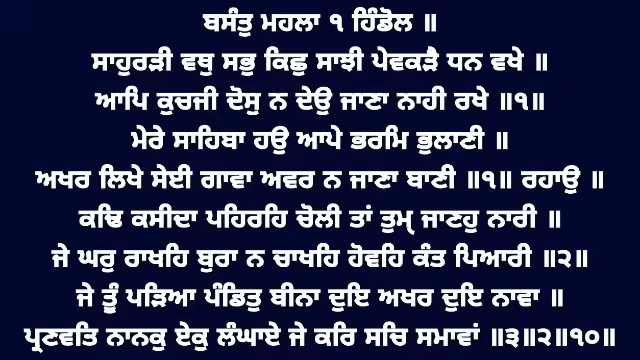 ਬਸੰਤੁ ਮਹਲਾ ੧ ਹਿੰਡੋਲ ॥
ਸਾਹੁਰੜੀ ਵਥੁ ਸਭੁ ਕਿਛੁ ਸਾਝੀ ਪੇਵਕੜੈ ਧਨ ਵਖੇ ॥
ਆਪਿ ਕੁਚਜੀ ਦੋਸੁ ਨ ਦੇਉ ਜਾਣਾ ਨਾਹੀ ਰਖੇ ॥੧॥
ਮੇਰੇ ਸਾਹਿਬਾ ਹਉ ਆਪੇ ਭਰਮਿ ਭੁਲਾਣੀ ॥
ਅਖਰ ਲਿਖੇ ਸੇਈ ਗਾਵਾ ਅਵਰ ਨ ਜਾਣਾ ਬਾਣੀ ॥੧॥ ਰਹਾਉ ॥
ਕਢਿ ਕਸੀਦਾ ਪਹਿਰਹਿ ਚੋਲੀ ਤਾਂ ਤੁਮੑ ਜਾਣਹੁ ਨਾਰੀ ॥
ਜੇ ਘਰੁ ਰਾਖਹਿ ਬੁਰਾ ਨ ਚਾਖਹਿ ਹੋਵਹਿ ਕੰਤ ਪਿਆਰੀ ॥੨॥
ਜੇ ਤੂੰ ਪੜਿਆ ਪੰਡਿਤੁ ਬੀਨਾ ਦੁਇ ਅਖਰ ਦੁਇ ਨਾਵਾ ॥
ਪ੍ਰਣਵਤਿ ਨਾਨਕੁ ਏਕੁ ਲੰਘਾਏ ਜੇ ਕਰਿ ਸਚਿ ਸਮਾਵਾਂ ॥੩॥੨॥੧੦॥